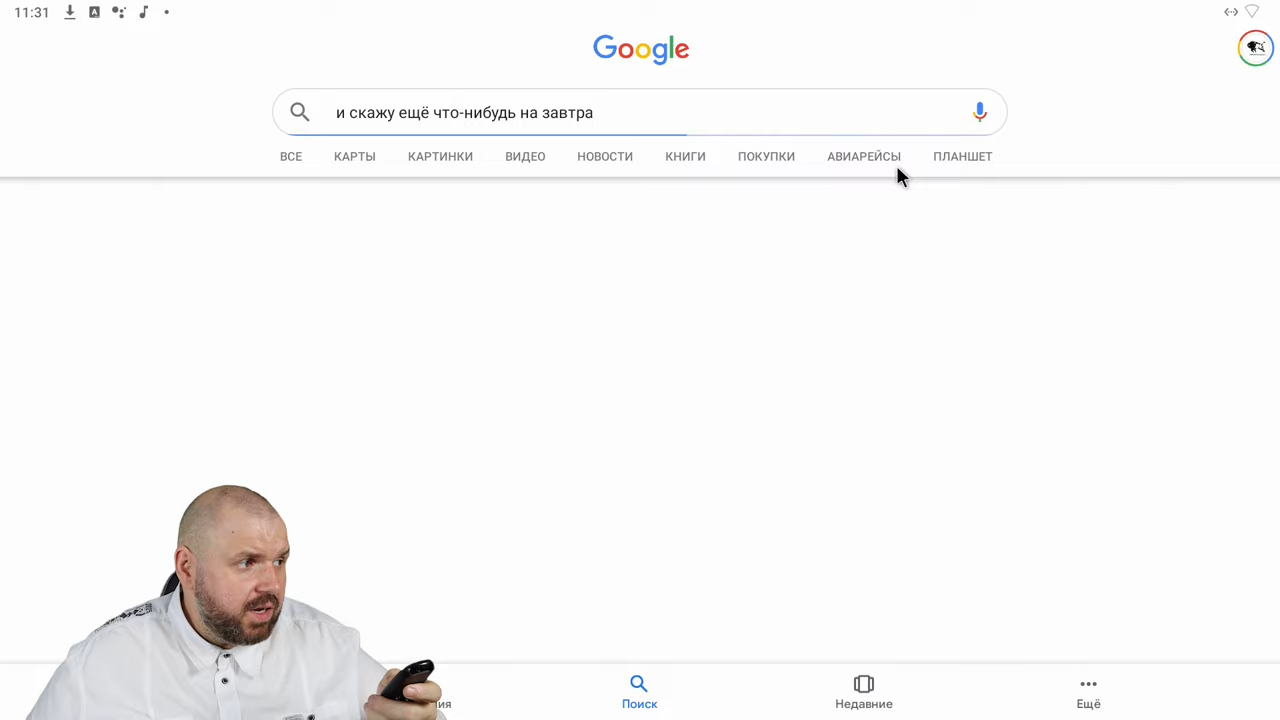 11:31
Google
и скажу ещё что-нибудь на завтра
ВСЕ КАРТЫ КАРТИНКИ ВИДЕО НОВОСТИ КНИГИ ПОКУПКИ АВИАРЕЙСЫ ПЛАНШЕТ
Поиск Недавние Ещё